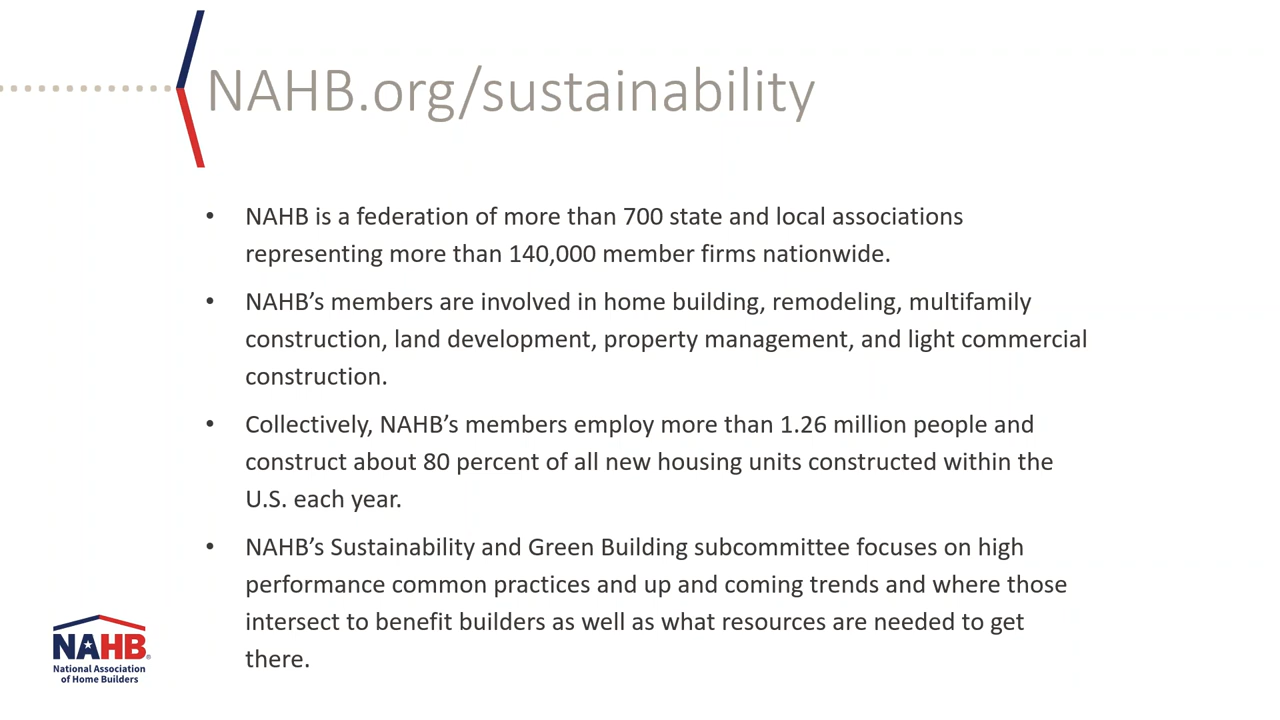 NAHB.org/sustainability
• NAHB is a federation of more than 700 state and local associations
representing more than 140,000 member firms nationwide.
• NAHB’s members are involved in home building, remodeling, multifamily
construction, land development, property management, and light commercial
construction.
• Collectively, NAHB’s members employ more than 1.26 million people and
construct about 80 percent of all new housing units constructed within the
U.S. each year.
• NAHB’s Sustainability and Green Building subcommittee focuses on high
performance common practices and up and coming trends and where those
intersect to benefit builders as well as what resources are needed to get
there.
NAHB®
National Association
of Home Builders